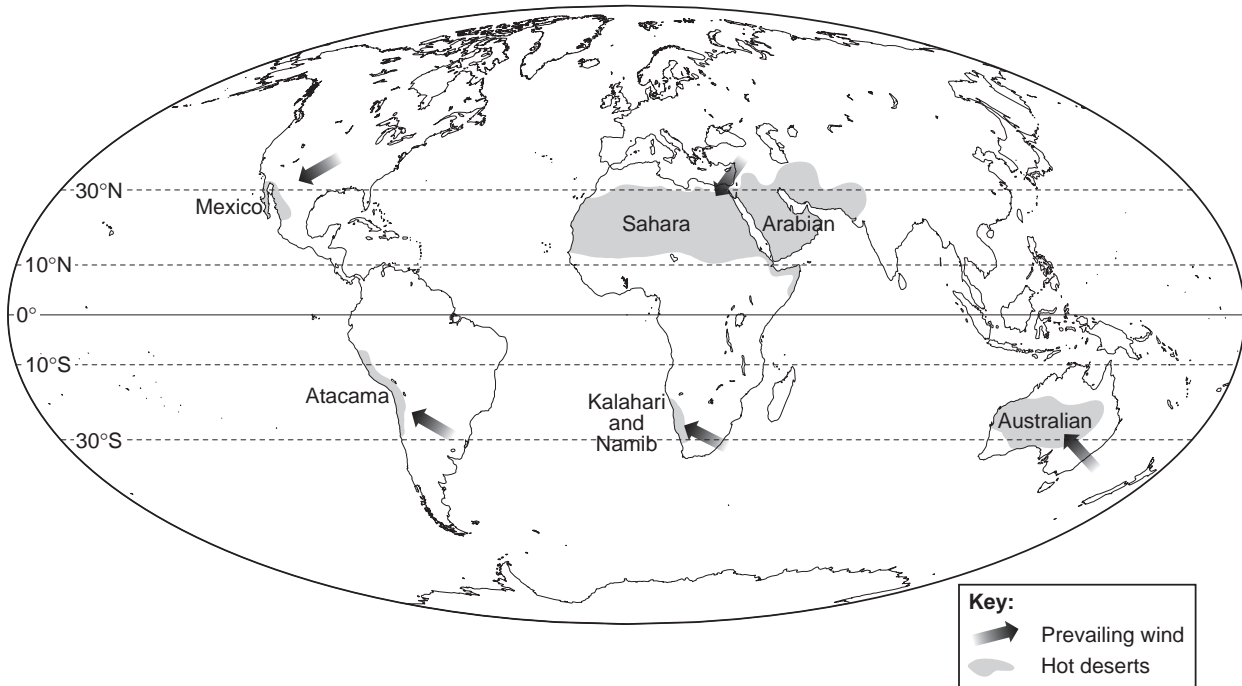 30°N
Mexico
Sahara
Arabian
10°N
0°
10°S
Atacama
Kalahari
and
Namib
Australian
30°S
Key:
Prevailing wind
Hot deserts